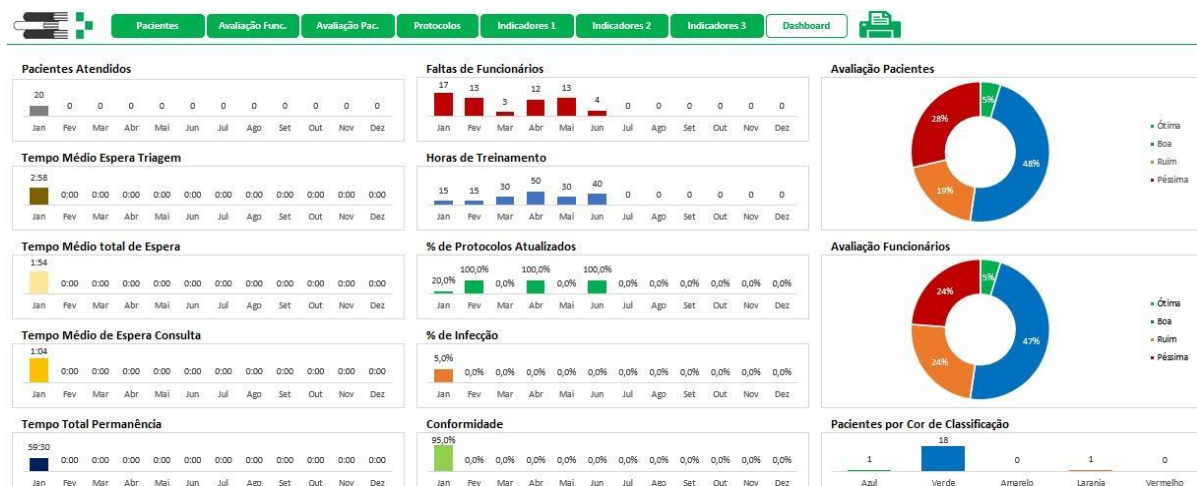 Pacientes Avaliação Func. Avaliação Pac. Protocolos Indicadores 1 Indicadores 2 Indicadores 3 Dashboard
Pacientes Atendidos
20 0 0 0 0 0 0 0 0 0 0 0
Jan Fev Mar Abr Mai Jun Jul Ago Set Out Nov Dez
Tempo Médio Espera Triagem
2:58 0:00 0:00 0:00 0:00 0:00 0:00 0:00 0:00 0:00 0:00 0:00
Jan Fev Mar Abr Mai Jun Jul Ago Set Out Nov Dez
Tempo Médio total de Espera
1:54 0:00 0:00 0:00 0:00 0:00 0:00 0:00 0:00 0:00 0:00 0:00
Jan Fev Mar Abr Mai Jun Jul Ago Set Out Nov Dez
Tempo Médio de Espera Consulta
1:04 0:00 0:00 0:00 0:00 0:00 0:00 0:00 0:00 0:00 0:00 0:00
Jan Fev Mar Abr Mai Jun Jul Ago Set Out Nov Dez
Tempo Total Permanência
59:30 0:00 0:00 0:00 0:00 0:00 0:00 0:00 0:00 0:00 0:00 0:00
Jan Fev Mar Abr Mai Jun Jul Ago Set Out Nov Dez
Faltas de Funcionários
17 13 3 12 13 4 0 0 0 0 0 0
Jan Fev Mar Abr Mai Jun Jul Ago Set Out Nov Dez
Horas de Treinamento
15 15 30 50 30 40 0 0 0 0 0 0
Jan Fev Mar Abr Mai Jun Jul Ago Set Out Nov Dez
% de Protocolos Atualizados
20,0% 100,0% 0,0% 100,0% 0,0% 100,0% 0,0% 0,0% 0,0% 0,0% 0,0% 0,0%
Jan Fev Mar Abr Mai Jun Jul Ago Set Out Nov Dez
% de Infecção
5,0% 0,0% 0,0% 0,0% 0,0% 0,0% 0,0% 0,0% 0,0% 0,0% 0,0% 0,0%
Jan Fev Mar Abr Mai Jun Jul Ago Set Out Nov Dez
Conformidade
95,0% 0,0% 0,0% 0,0% 0,0% 0,0% 0,0% 0,0% 0,0% 0,0% 0,0% 0,0%
Jan Fev Mar Abr Mai Jun Jul Ago Set Out Nov Dez
Avaliação Pacientes
5%
28%
48%
19%
Ótima
Boa
Ruim
Péssima
Avaliação Funcionários
5%
24%
47%
24%
Ótima
Boa
Ruim
Péssima
Pacientes por Cor de Classificação
1 18 0 1 0
Azul Verde Amarelo Laranja Vermelho